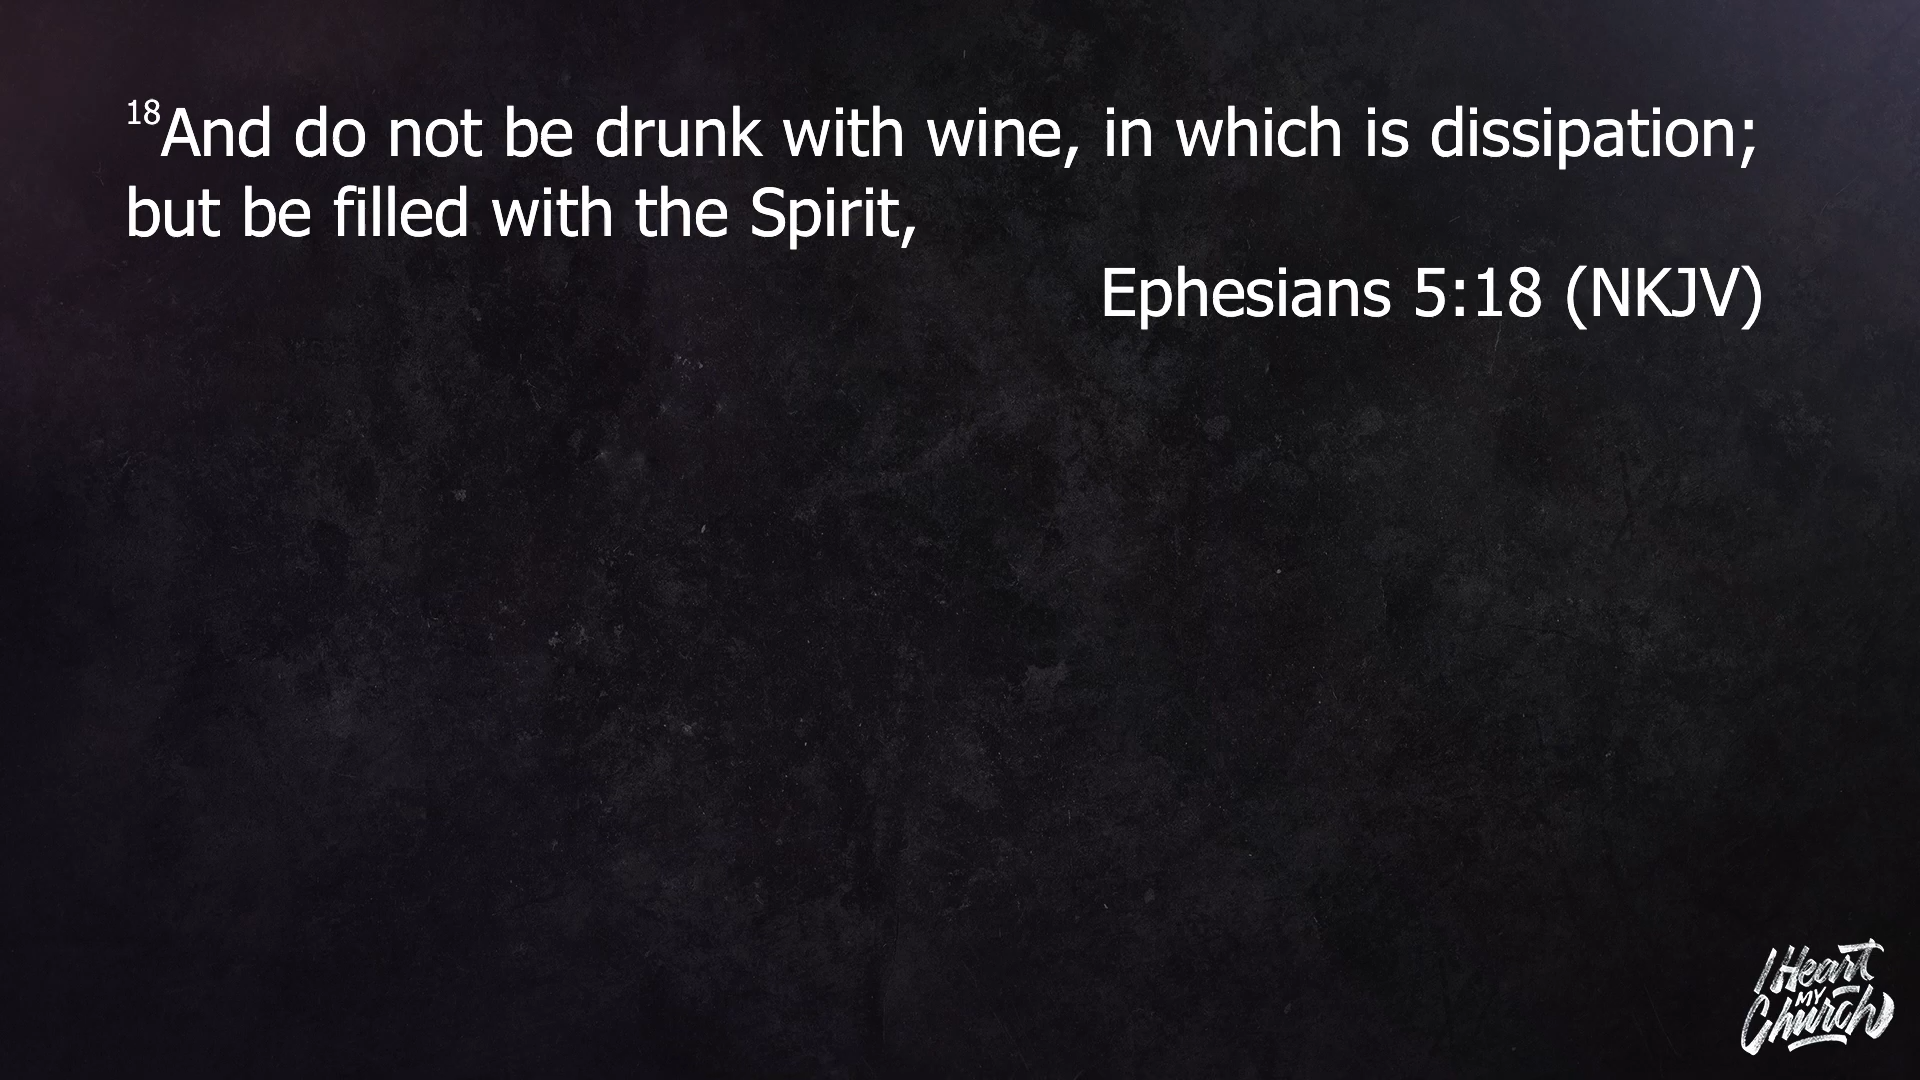 18And do not be drunk with wine, in which is dissipation;
but be filled with the Spirit,
Ephesians 5:18 (NKJV)
I Heart
MY
Church